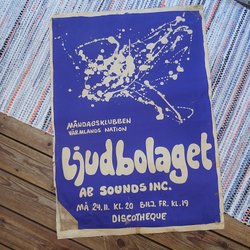 MÅNDAGSKLUBBEN
VÄRMLANDS NATION
Ljudbolaget
AB SOUNDS INC.
MÅ 24.11. KL. 20 BILJ. FR. KL. 19
DISCOTHEQUE